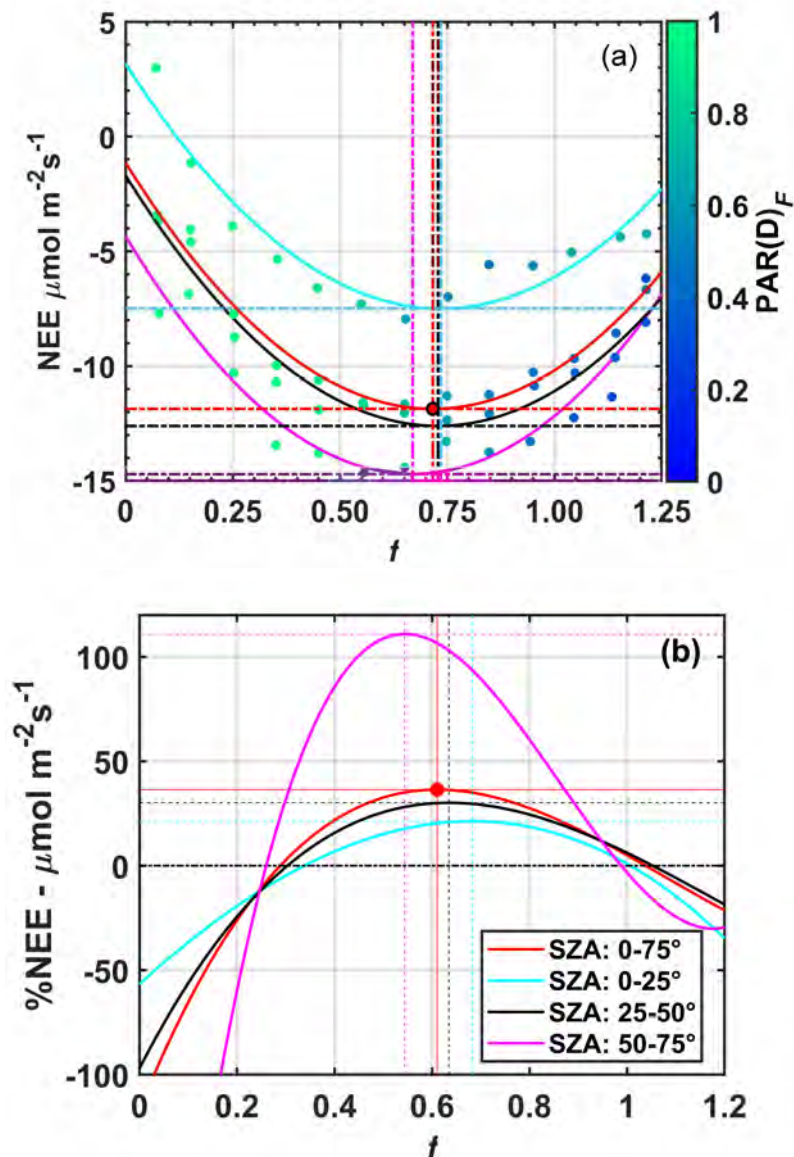 (a)
NEE μmol m⁻²s⁻¹
5
0
-5
-10
-15
0 0.25 0.50 0.75 1.00 1.25
f
1
0.8
0.6
0.4
0.2
0
PAR(D)F
(b)
%NEE - μmol m⁻²s⁻¹
100
50
0
-50
-100
SZA: 0-75°
SZA: 0-25°
SZA: 25-50°
SZA: 50-75°
0 0.2 0.4 0.6 0.8 1 1.2
f